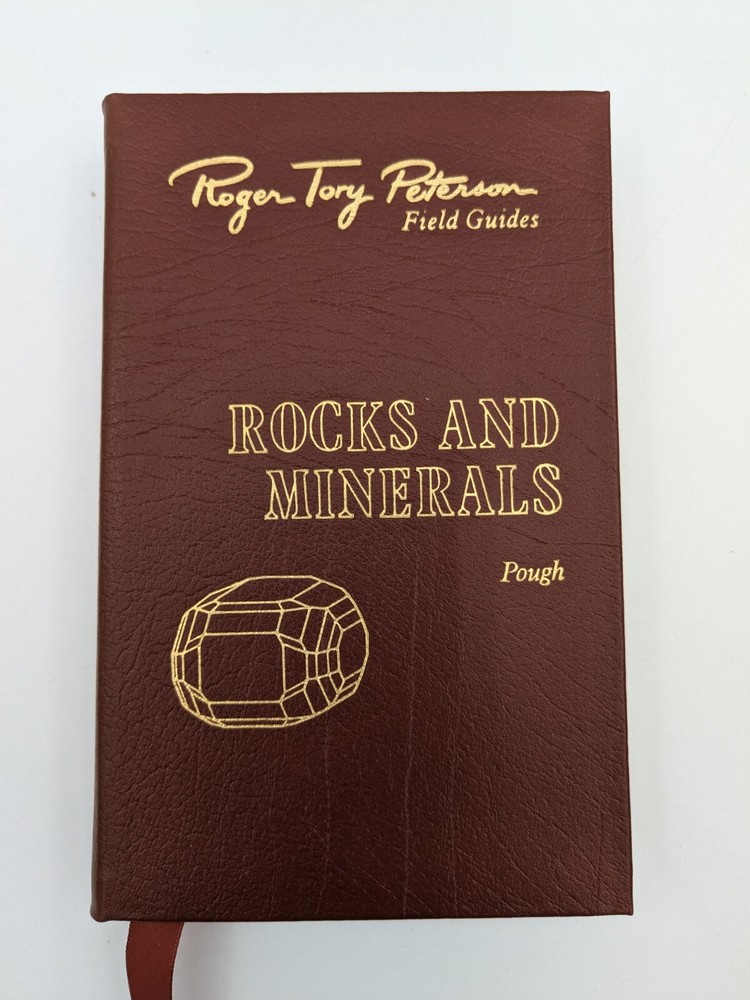 Roger Tory Peterson
Field Guides
ROCKS AND
MINERALS
Pough